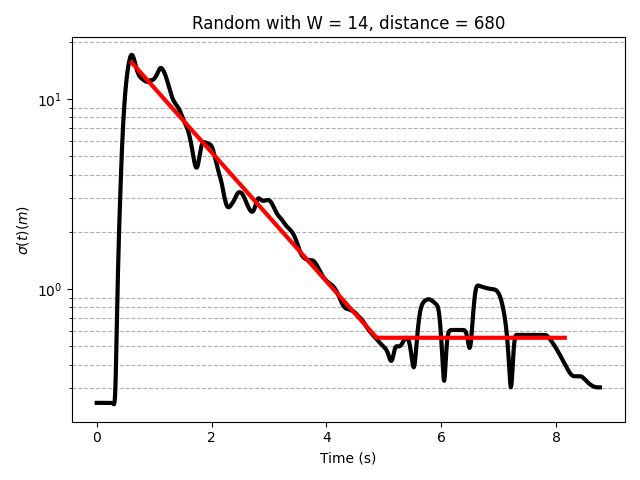 Random with W = 14, distance = 680
10¹
10⁰
σ(t)(m)
0 2 4 6 8
Time (s)